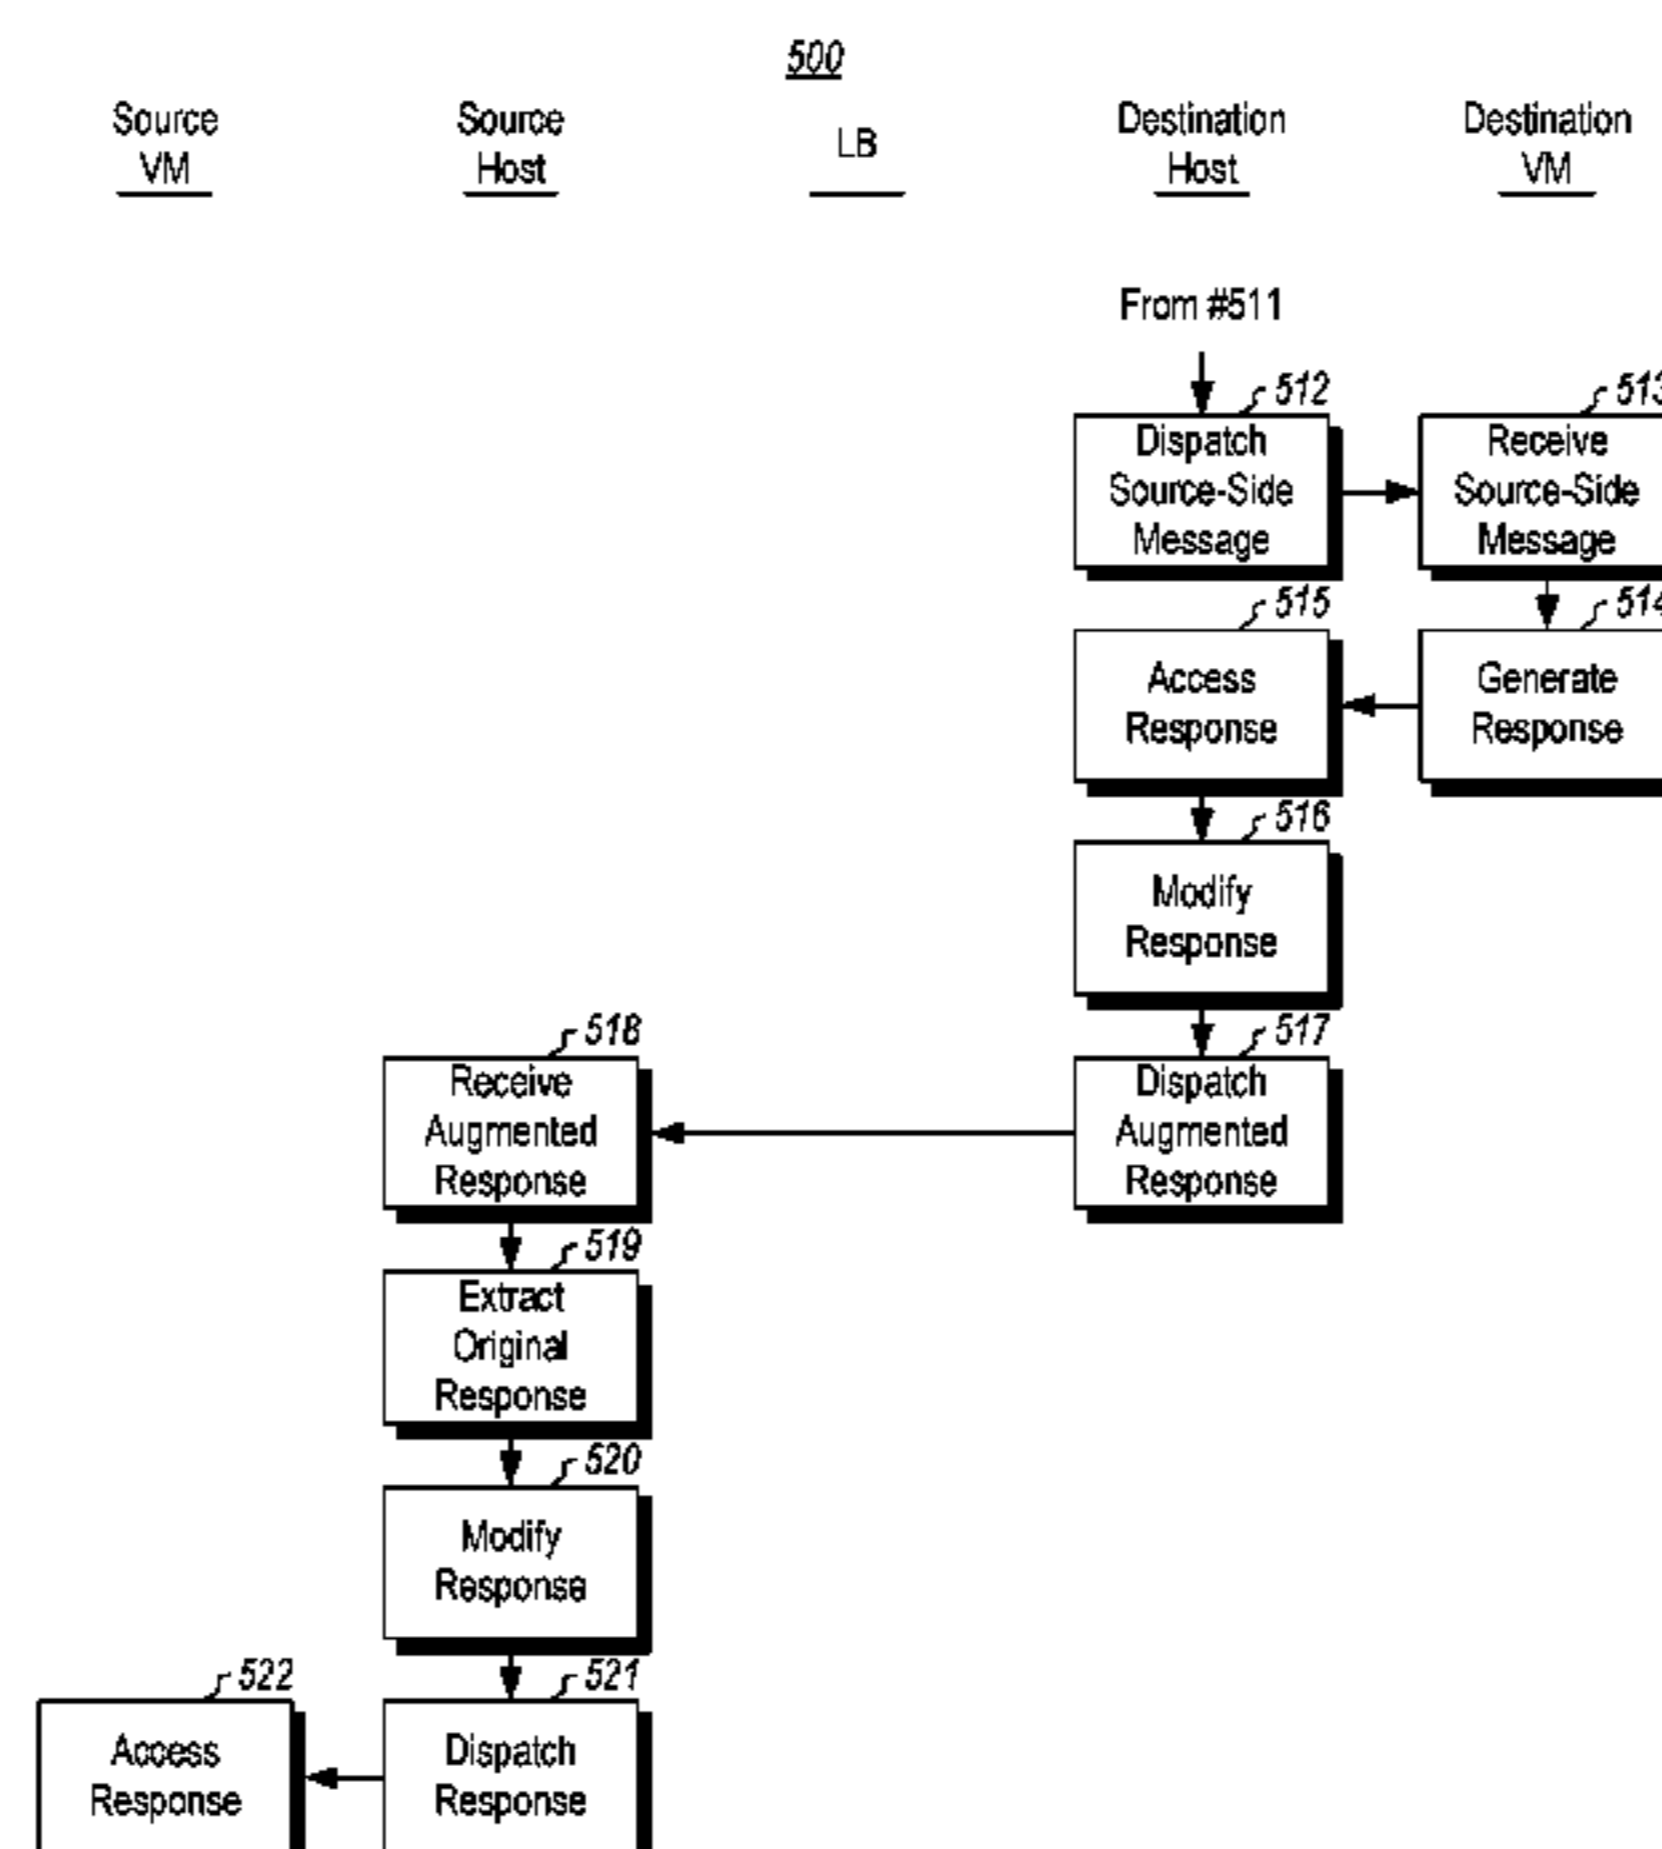 500
Source
VM
Source
Host
LB
Destination
Host
Destination
VM
From #511
512
Dispatch
Source-Side
Message
513
Receive
Source-Side
Message
515
Access
Response
514
Generate
Response
516
Modify
Response
517
Dispatch
Augmented
Response
518
Receive
Augmented
Response
519
Extract
Original
Response
520
Modify
Response
521
Dispatch
Response
522
Access
Response